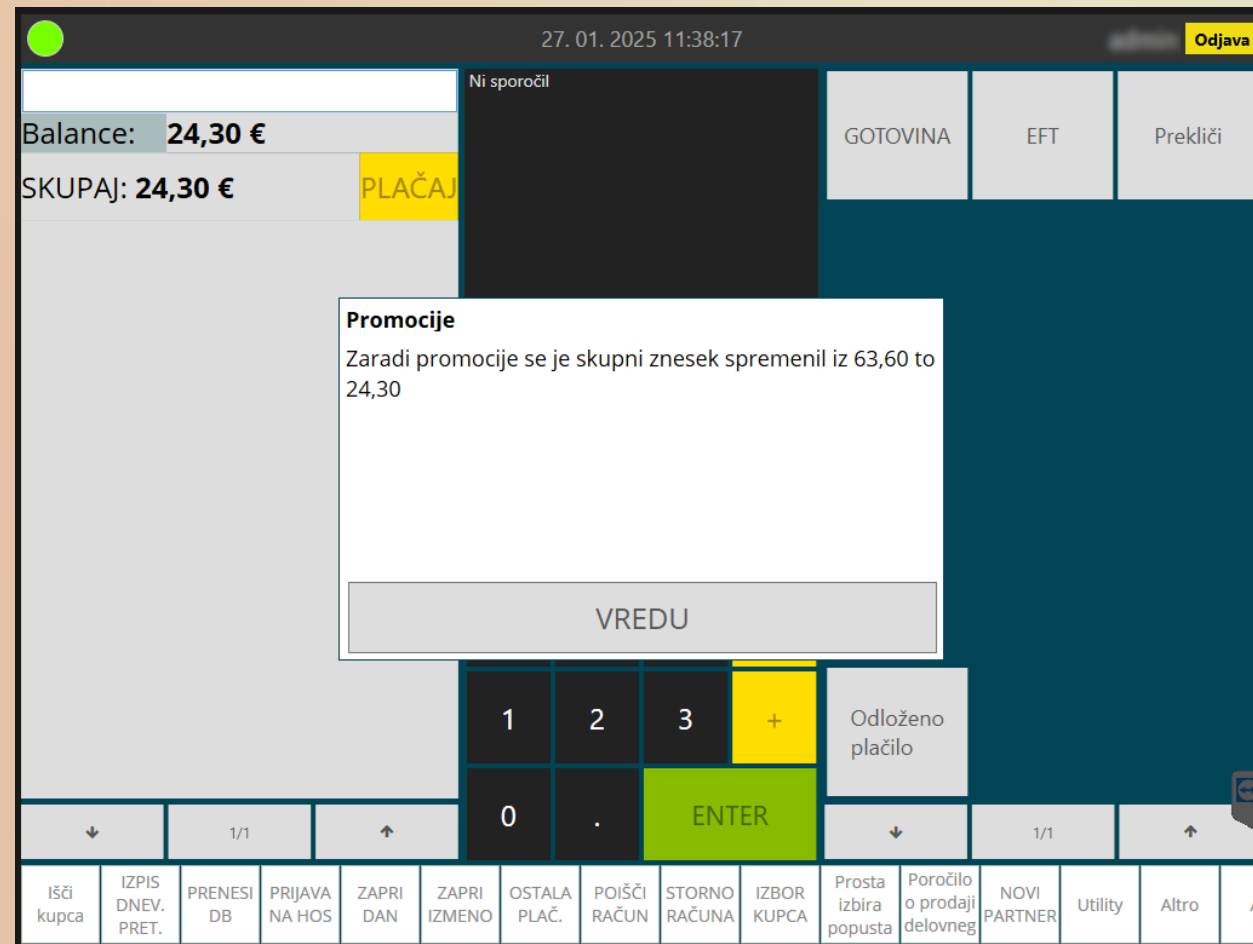 27. 01. 2025 11:38:17
Odjava
Balance: 24,30 €
SKUPAJ: 24,30 €
PLAČAJ
Ni sporočil
GOTOVINA
EFT
Prekliči
Promocije
Zaradi promocije se je skupni znesek spremenil iz 63,60 to
24,30
VREDU
1
2
3
+
0
.
ENTER
Odloženo
plačilo
1/1
1/1
Išči
kupca
IZPIS
DNEV.
PRET.
PRENESI
DB
PRIJAVA
NA HOS
ZAPRI
DAN
ZAPRI
IZMENO
OSTALA
PLAČ.
POIŠČI
RAČUN
STORNO
RAČUNA
IZBOR
KUPCA
Prosta
izbira
popusta
Poročilo
o prodaji
delovneg
NOVI
PARTNER
Utility
Altro